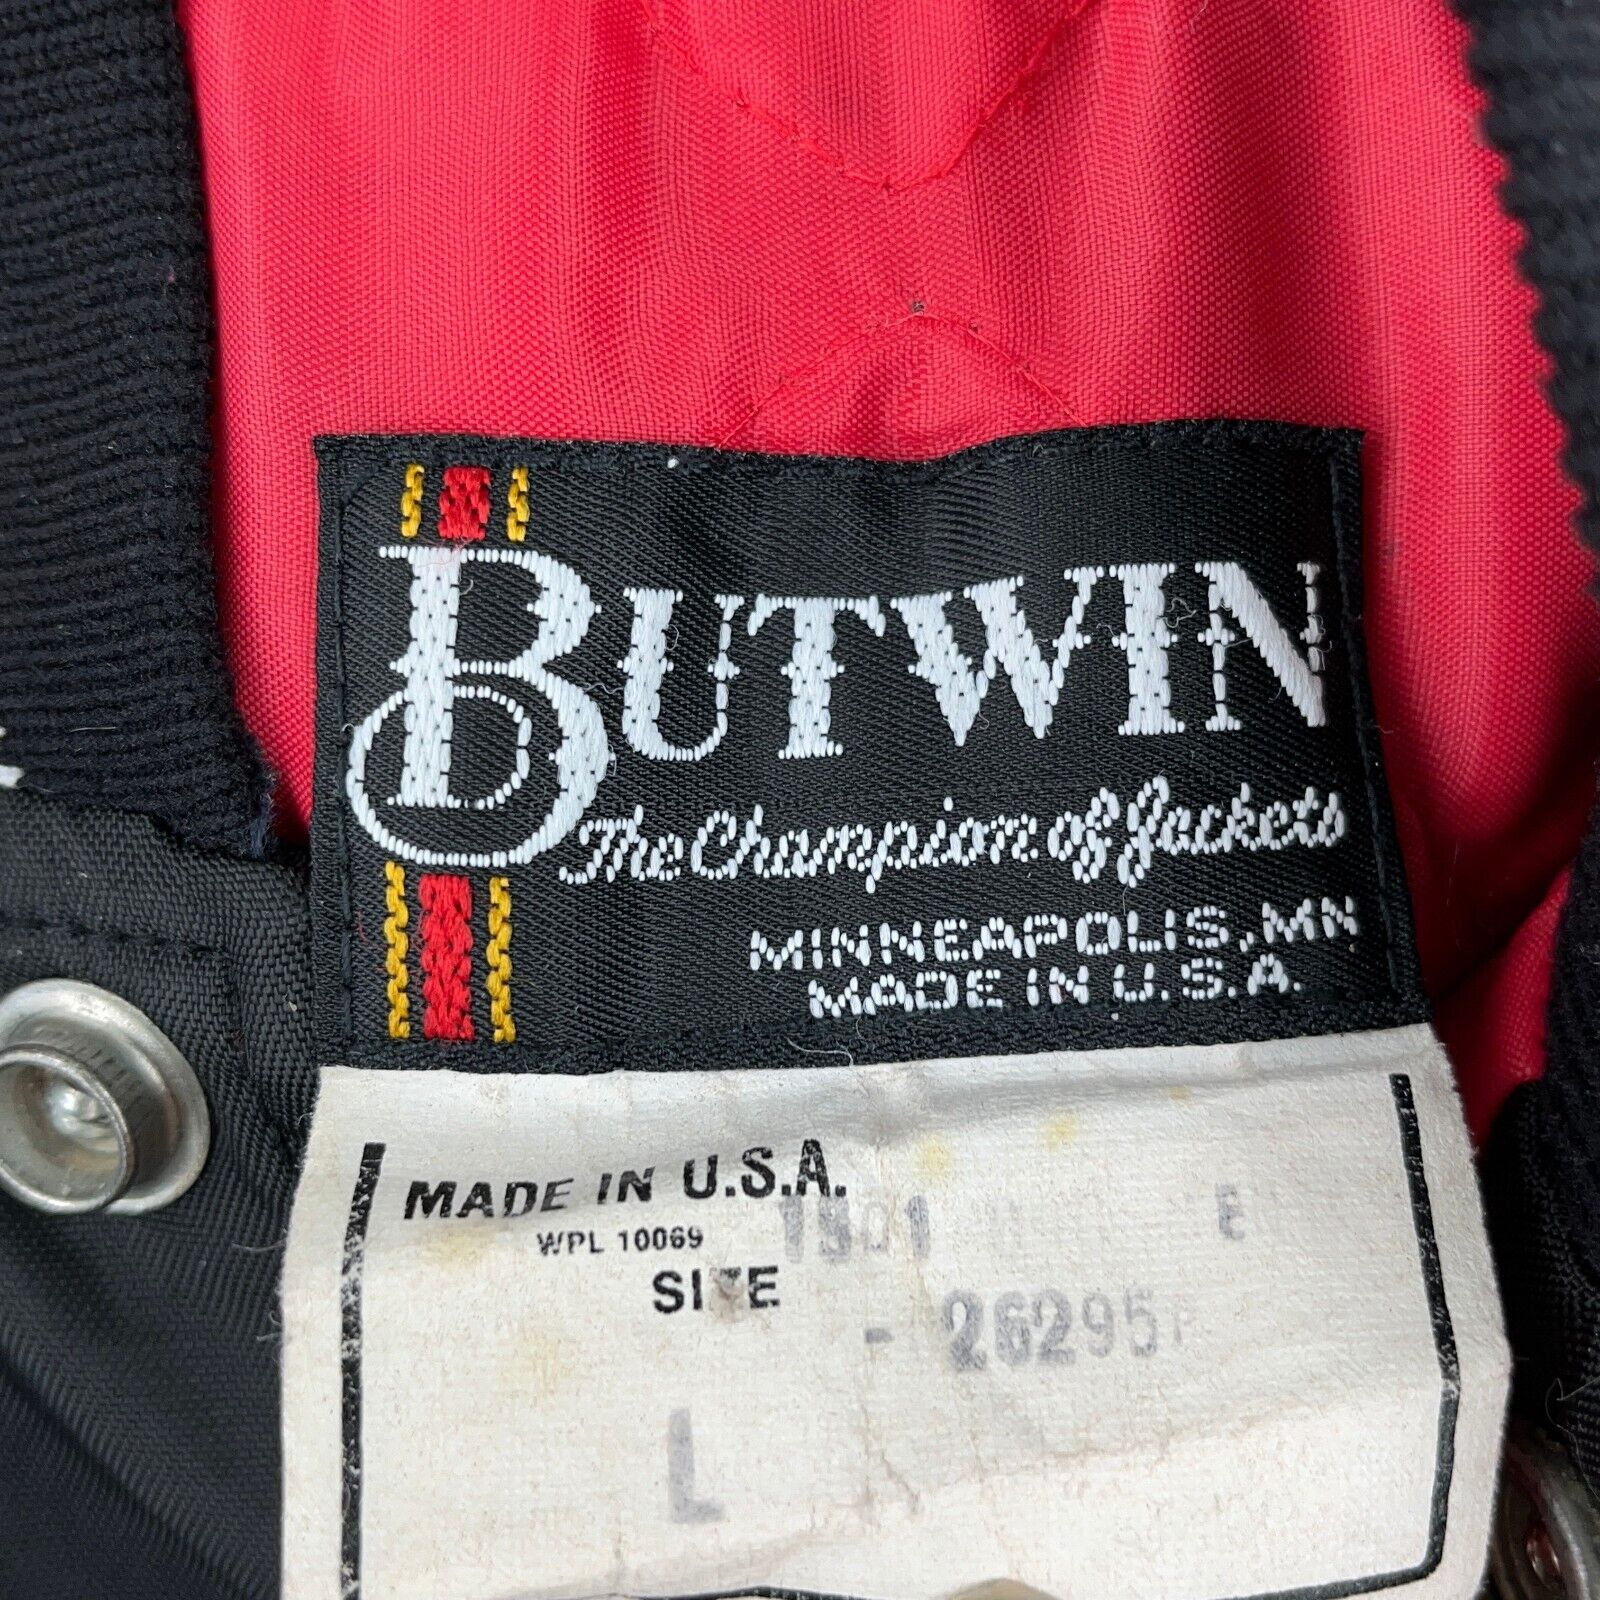 BUTWIN
The Champion of Jackets
MINNEAPOLIS, MN
MADE IN U.S.A.
MADE IN U.S.A.
WPL 10069
SIZE
E
- 26295
L